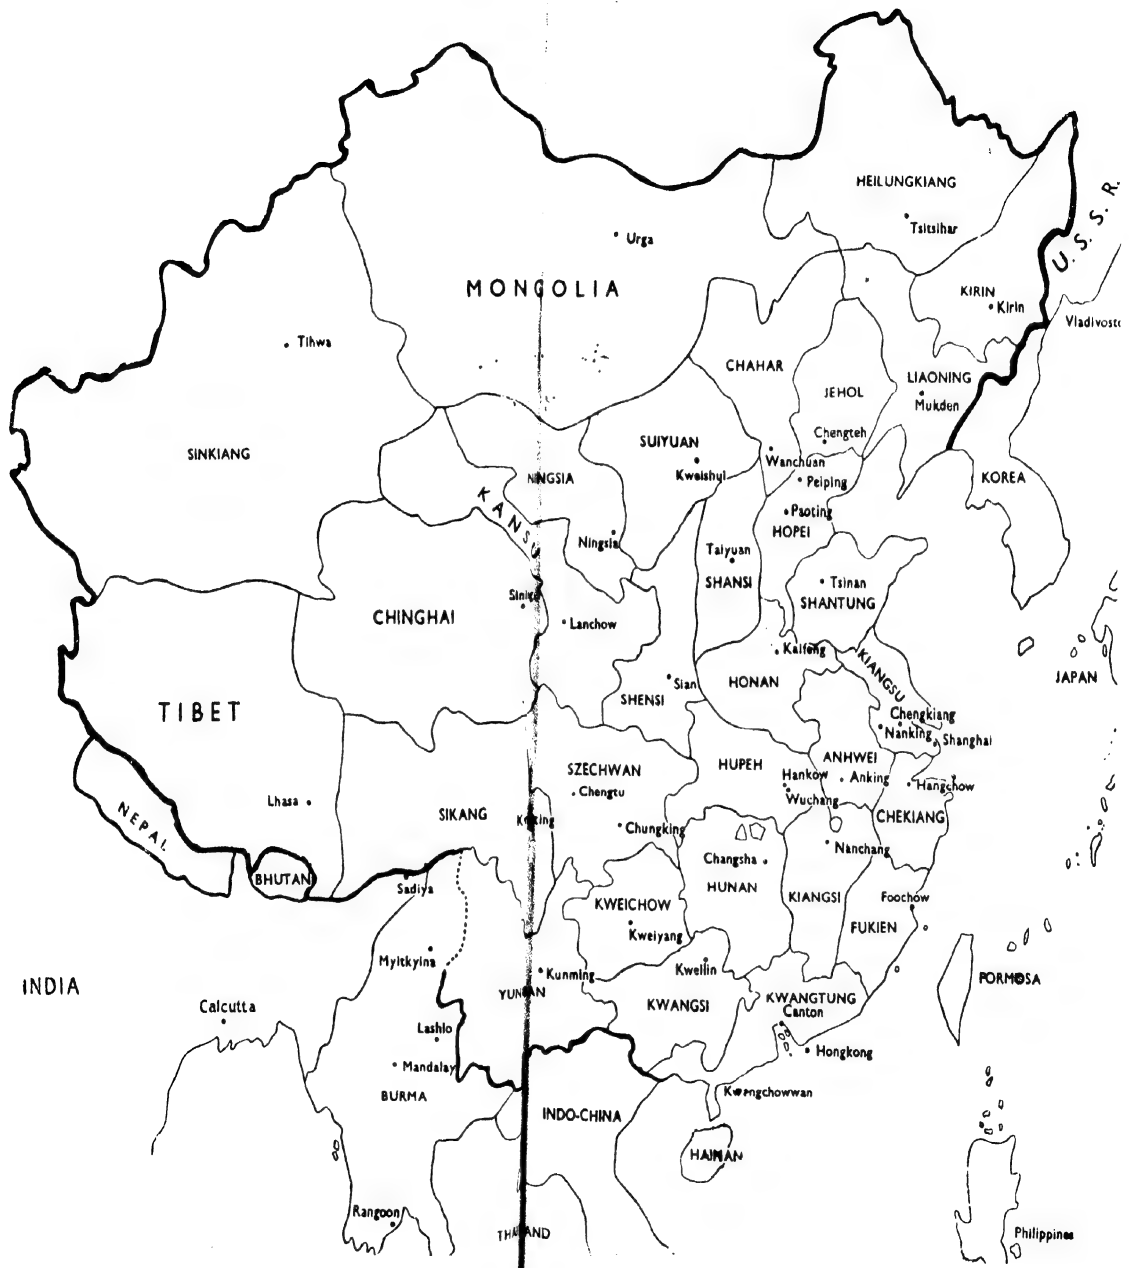 HEILUNGKIANG
Tsitsihar
U. S. S. R.
Urga
MONGOLIA
KIRIN
Kirin
Vladivosto
Tihwa
CHAHAR
JEHOL
LIAONING
Mukden
SINKIANG
SUIYUAN
Kweishui
Chengteh
Wanchuan
Peiping
KOREA
NINGSIA
KANSU
Paoting
HOPEI
Ningsia
Taiyuan
SHANSI
Tsinan
SHANTUNG
CHINGHAI
Lanchow
Kaifeng
KIANGSU
JAPAN
SHENSI
Sian
HONAN
TIBET
Chengkiang
Nanking
Shanghai
SZECHWAN
Chengtu
HUPEH
ANHWEI
Hankow
Anking
Hangchow
Wuchang
Lhasa
SIKANG
CHEKIANG
NEPAL
Chungking
Nanchang
Changsha
HUNAN
BHUTAN
Sadiya
KWEICHOW
Kweiyang
KIANGSI
Foochow
FUKIEN
Myitkyina
Kunming
Kweilin
FORMOSA
INDIA
YUNNAN
KWANGSI
KWANGTUNG
Canton
Calcutta
Lashio
Hongkong
Mandalay
BURMA
Kwangchowwan
INDO-CHINA
HAINAN
Rangoon
THAILAND
Philippines